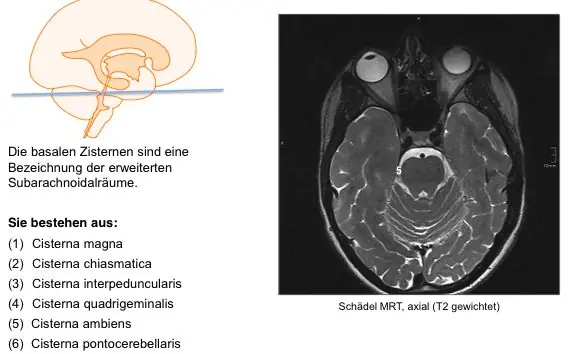 Die basalen Zisternen sind eine
Bezeichnung der erweiterten
Subarachnoidalräume.
Sie bestehen aus:
(1) Cisterna magna
(2) Cisterna chiasmatica
(3) Cisterna interpeduncularis
(4) Cisterna quadrigeminalis
(5) Cisterna ambiens
(6) Cisterna pontocerebellaris
5
Schädel MRT, axial (T2 gewichtet)